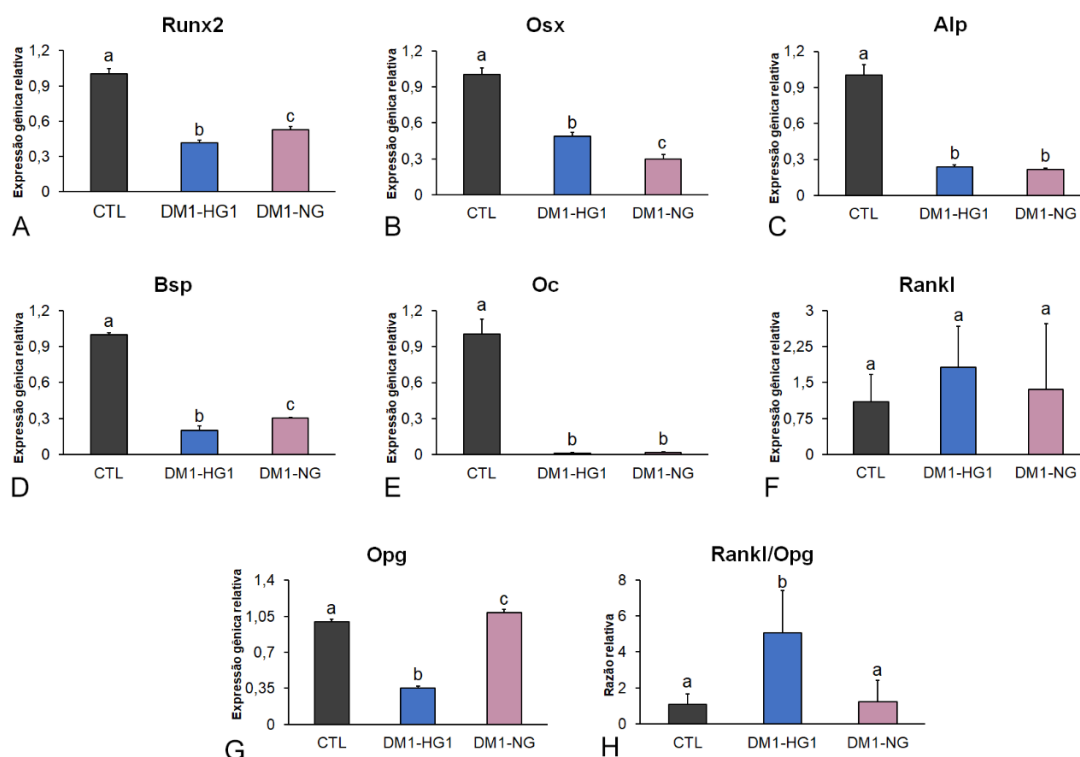 Runx2
Expressão gênica relativa
1,2
0,9
0,6
0,3
0
a
b
c
CTL
DM1-HG1
DM1-NG
A
Osx
Expressão gênica relativa
1,2
0,9
0,6
0,3
0
a
b
c
CTL
DM1-HG1
DM1-NG
B
Alp
Expressão gênica relativa
1,2
0,9
0,6
0,3
0
a
b
b
CTL
DM1-HG1
DM1-NG
C
Bsp
Expressão gênica relativa
1,2
0,9
0,6
0,3
0
a
b
c
CTL
DM1-HG1
DM1-NG
D
Oc
Expressão gênica relativa
1,2
0,9
0,6
0,3
0
a
b
b
CTL
DM1-HG1
DM1-NG
E
Rankl
Expressão gênica relativa
3
2,25
1,5
0,75
0
a
a
a
CTL
DM1-HG1
DM1-NG
F
Opg
Expressão gênica relativa
1,4
1,05
0,7
0,35
0
a
b
c
CTL
DM1-HG1
DM1-NG
G
Rankl/Opg
Razão relativa
8
6
4
2
0
a
b
a
CTL
DM1-HG1
DM1-NG
H